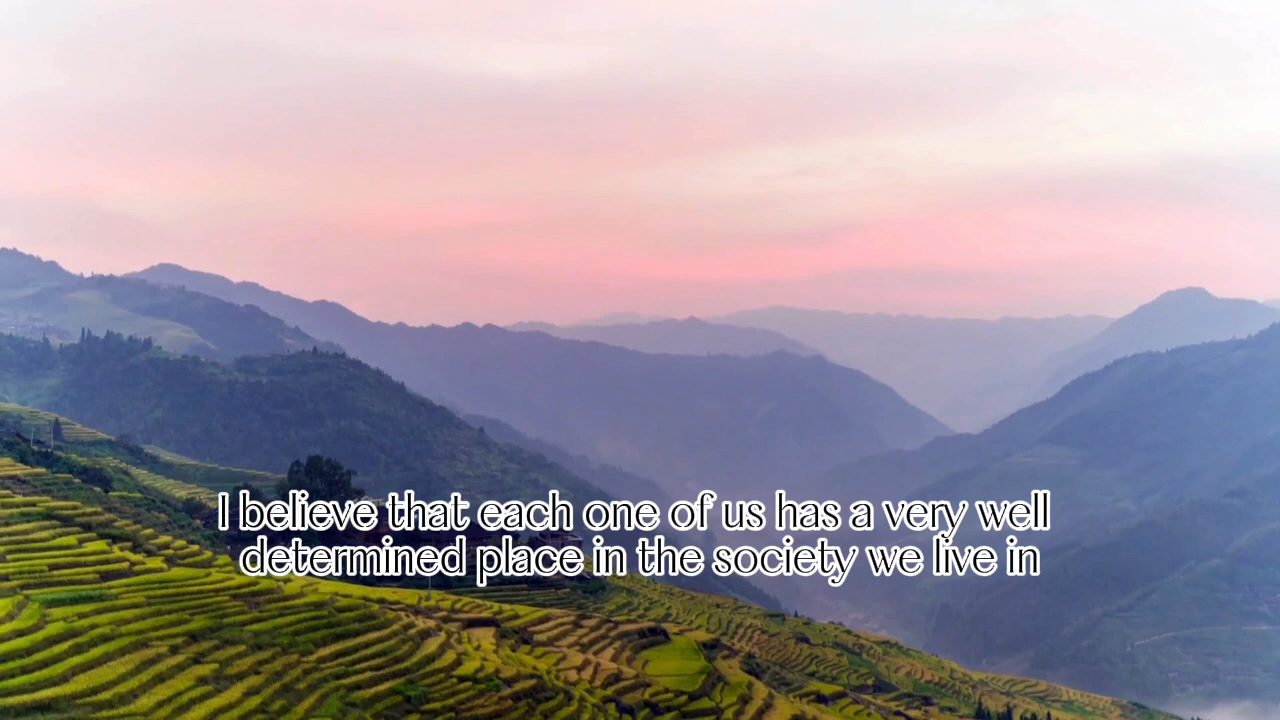 I believe that each one of us has a very well
determined place in the society we live in